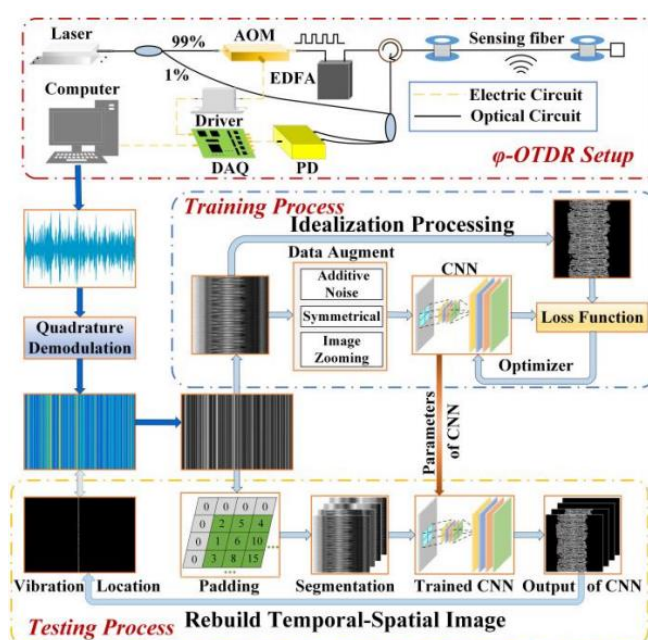 Laser
99%
AOM
1%
EDFA
Sensing fiber
Computer
Driver
DAQ
PD
Electric Circuit
Optical Circuit
φ-OTDR Setup
Training Process
Idealization Processing
Data Augment
Additive
Noise
Symmetrical
Image
Zooming
CNN
Loss Function
Optimizer
Quadrature
Demodulation
Parameters
of CNN
0 0 0 0
0 2 5 4
0 1 6 10
0 3 8 15
...
...
Vibration Location
Padding
Segmentation
Trained CNN
Output of CNN
Rebuild Temporal-Spatial Image
Testing Process